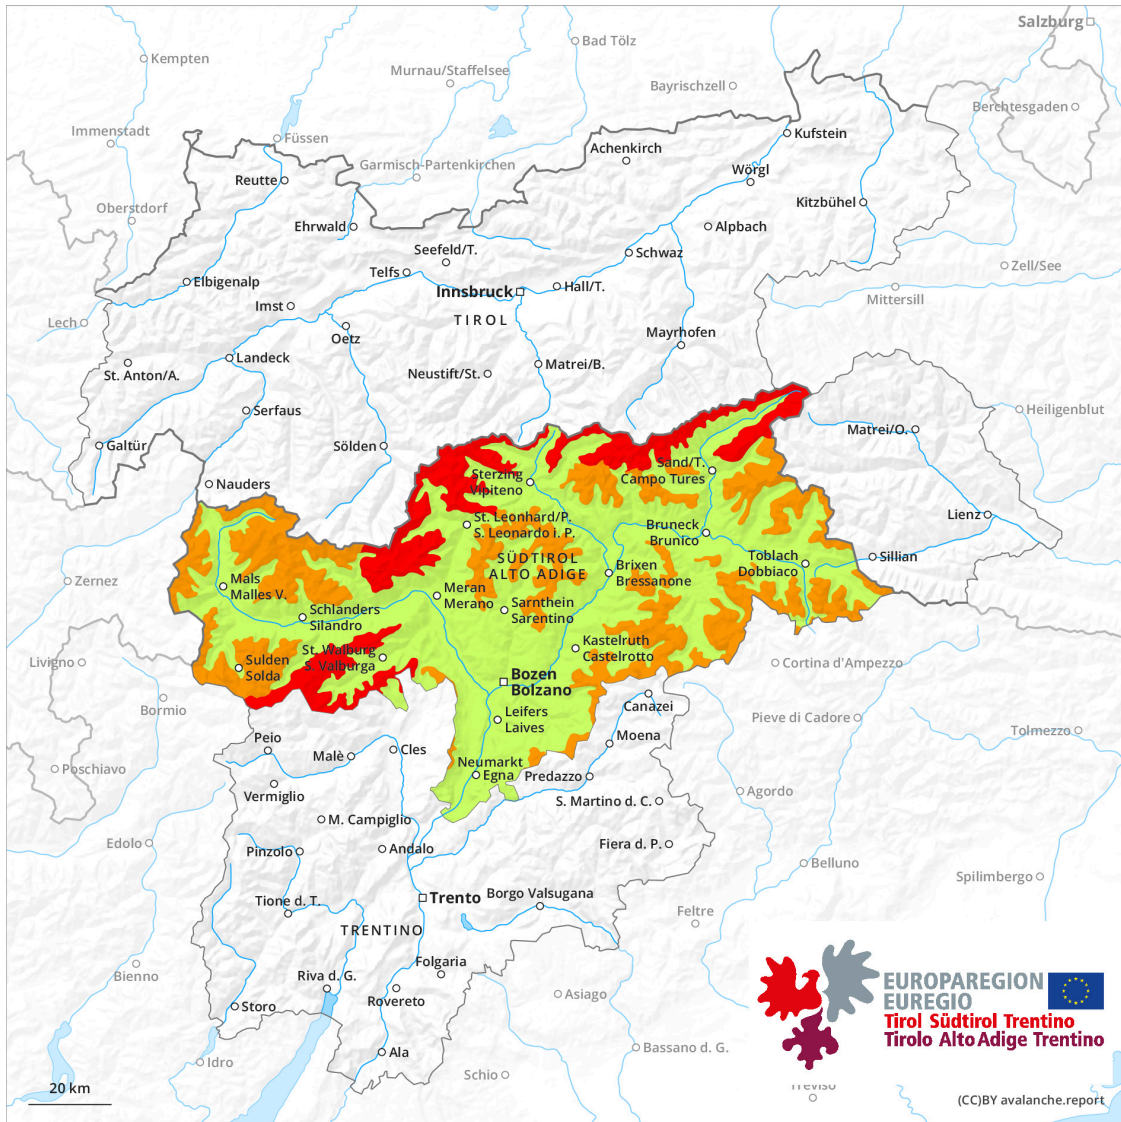 Salzburg
Bad Tölz
Kempten
Murnau/Staffelsee
Bayrischzell
Berchtesgaden
Immenstadt
Füssen
Kufstein
Achenkirch
Garmisch-Partenkirchen
Wörgl
Reutte
Oberstdorf
Kitzbühel
Ehrwald
Alpbach
Seefeld/T.
Schwaz
Telfs
Zell/See
Elbigenalp
Hall/T.
Innsbruck
Mittersill
Imst
TIROL
Lech
Oetz
Mayrhofen
Landeck
Matrei/B.
St. Anton/A.
Neustift/St.
Serfaus
Heiligenblut
Matrei/O.
Galtür
Sölden
Sand/T.
Campo Tures
Sterzing
Vipiteno
Nauders
Lienz
St. Leonhard/P.
S. Leonardo i. P.
Bruneck
Brunico
SÜDTIROL
ALTO ADIGE
Toblach
Dobbiaco
Sillian
Brixen
Bressanone
Zernez
Mals
Malles V.
Meran
Merano
Sarnthein
Sarentino
Schlanders
Silandro
Kastelruth
Castelrotto
St. Walburg
S. Valburga
Livigno
Sulden
Solda
Cortina d'Ampezzo
Bozen
Bolzano
Bormio
Canazei
Leifers
Laives
Pieve di Cadore
Tolmezzo
Peio
Moena
Malè
Cles
Neumarkt
Egna
Predazzo
Poschiavo
Vermiglio
Agordo
S. Martino d. C.
M. Campiglio
Edolo
Pinzolo
Andalo
Fiera d. P.
Belluno
Spilimbergo
Trento
Borgo Valsugana
Tione d. T.
Feltre
TRENTINO
Folgaria
Bienno
Riva d. G.
Rovereto
Asiago
Storo
EUROPAREGION
EUREGIO
Tirol Südtirol Trentino
Tirolo Alto Adige Trentino
Ala
Bassano d. G.
Idro
Schio
Treviso
20 km
(CC)BY avalanche.report